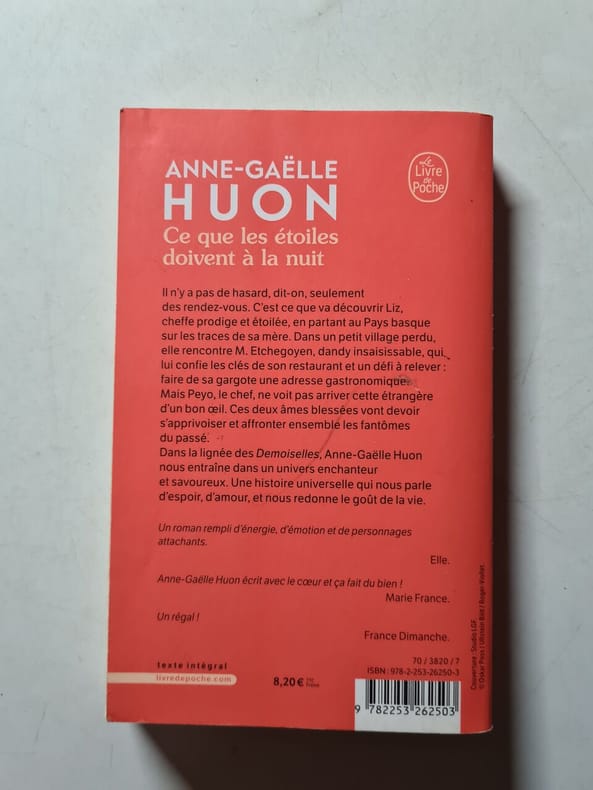 ANNE-GAËLLE
HUON
Ce que les étoiles
doivent à la nuit
Le
Livre
de
Poche
Il n'y a pas de hasard, dit-on, seulement
des rendez-vous. C'est ce que va découvrir Liz,
cheffe prodige et étoilée, en partant au Pays basque
sur les traces de sa mère. Dans un petit village perdu,
elle rencontre M. Etchegoyen, dandy insaisissable, qui
lui confie les clés de son restaurant et un défi à relever :
faire de sa gargote une adresse gastronomique.
Mais Peyo, le chef, ne voit pas arriver cette étrangère
d'un bon œil. Ces deux âmes blessées vont devoir
s'apprivoiser et affronter ensemble les fantômes
du passé.
Dans la lignée des Demoiselles, Anne-Gaëlle Huon
nous entraîne dans un univers enchanteur
et savoureux. Une histoire universelle qui nous parle
d'espoir, d'amour, et nous redonne le goût de la vie.
Un roman rempli d'énergie, d'émotion et de personnages
attachants.
Elle.
Anne-Gaëlle Huon écrit avec le cœur et ça fait du bien !
Marie France.
Un régal !
France Dimanche.
texte intégral
livredepoche.com
8,20 €
France
70 / 3820 / 7
ISBN : 978-2-253-26250-3
9 782253 262503
Couverture : Studio LGF.